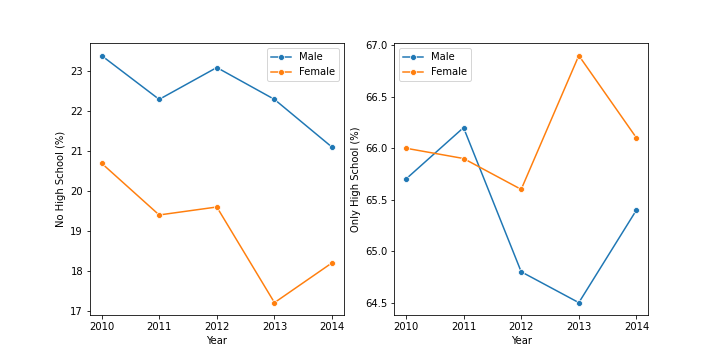 No High School (%)
23
22
21
20
19
18
17
2010
2011
2012
2013
2014
Year
Male
Female
Only High School (%)
67.0
66.5
66.0
65.5
65.0
64.5
2010
2011
2012
2013
2014
Year
Male
Female